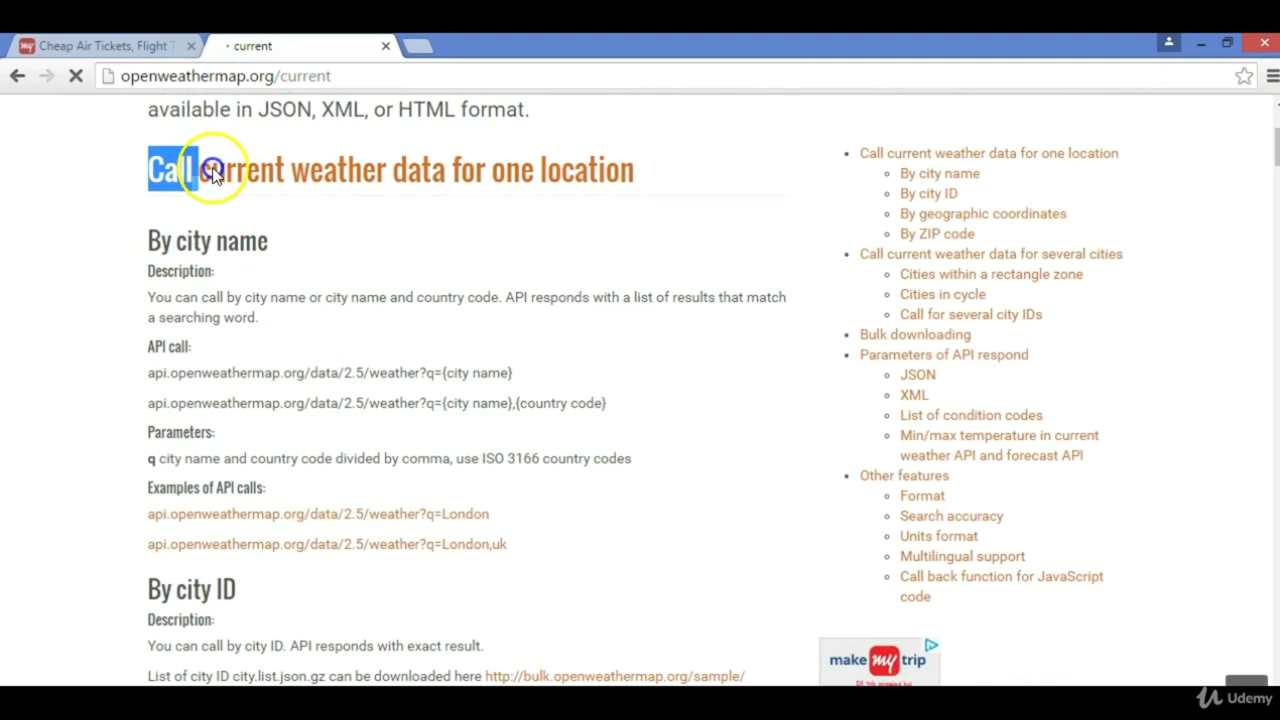 Cheap Air Tickets, Flight T
current
openweathermap.org/current
available in JSON, XML, or HTML format.
Call current weather data for one location
By city name
Description:
You can call by city name or city name and country code. API responds with a list of results that match
a searching word.
API call:
api.openweathermap.org/data/2.5/weather?q={city name}
api.openweathermap.org/data/2.5/weather?q={city name},{country code}
Parameters:
q city name and country code divided by comma, use ISO 3166 country codes
Examples of API calls:
api.openweathermap.org/data/2.5/weather?q=London
api.openweathermap.org/data/2.5/weather?q=London,uk
By city ID
Description:
You can call by city ID. API responds with exact result.
List of city ID city.list.json.gz can be downloaded here http://bulk.openweathermap.org/sample/
Call current weather data for one location
By city name
By city ID
By geographic coordinates
By ZIP code
Call current weather data for several cities
Cities within a rectangle zone
Cities in cycle
Call for several city IDs
Bulk downloading
Parameters of API respond
JSON
XML
List of condition codes
Min/max temperature in current
weather API and forecast API
Other features
Format
Search accuracy
Units format
Multilingual support
Call back function for JavaScript
code
make my trip
Udemy